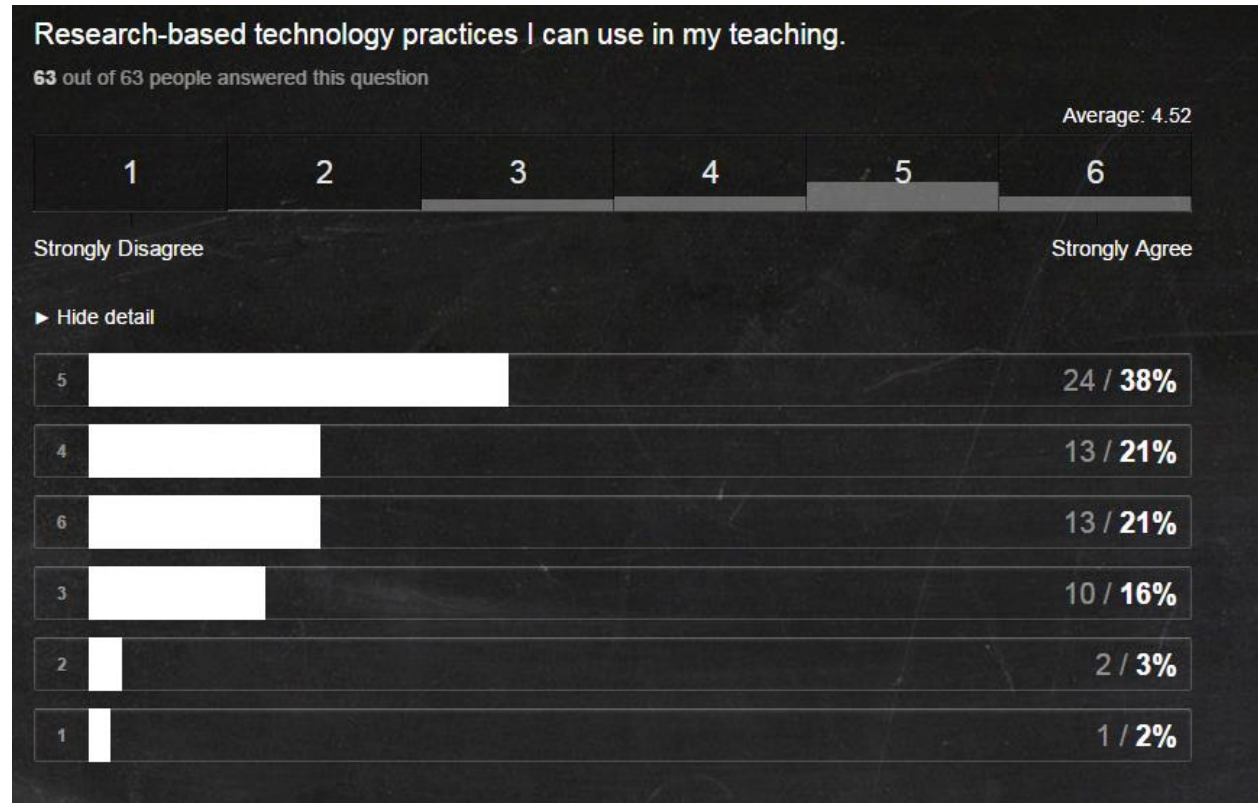 Research-based technology practices I can use in my teaching.
63 out of 63 people answered this question
Average: 4.52
1 2 3 4 5 6
Strongly Disagree Strongly Agree
► Hide detail
5 24 / 38%
4 13 / 21%
6 13 / 21%
3 10 / 16%
2 2 / 3%
1 1 / 2%